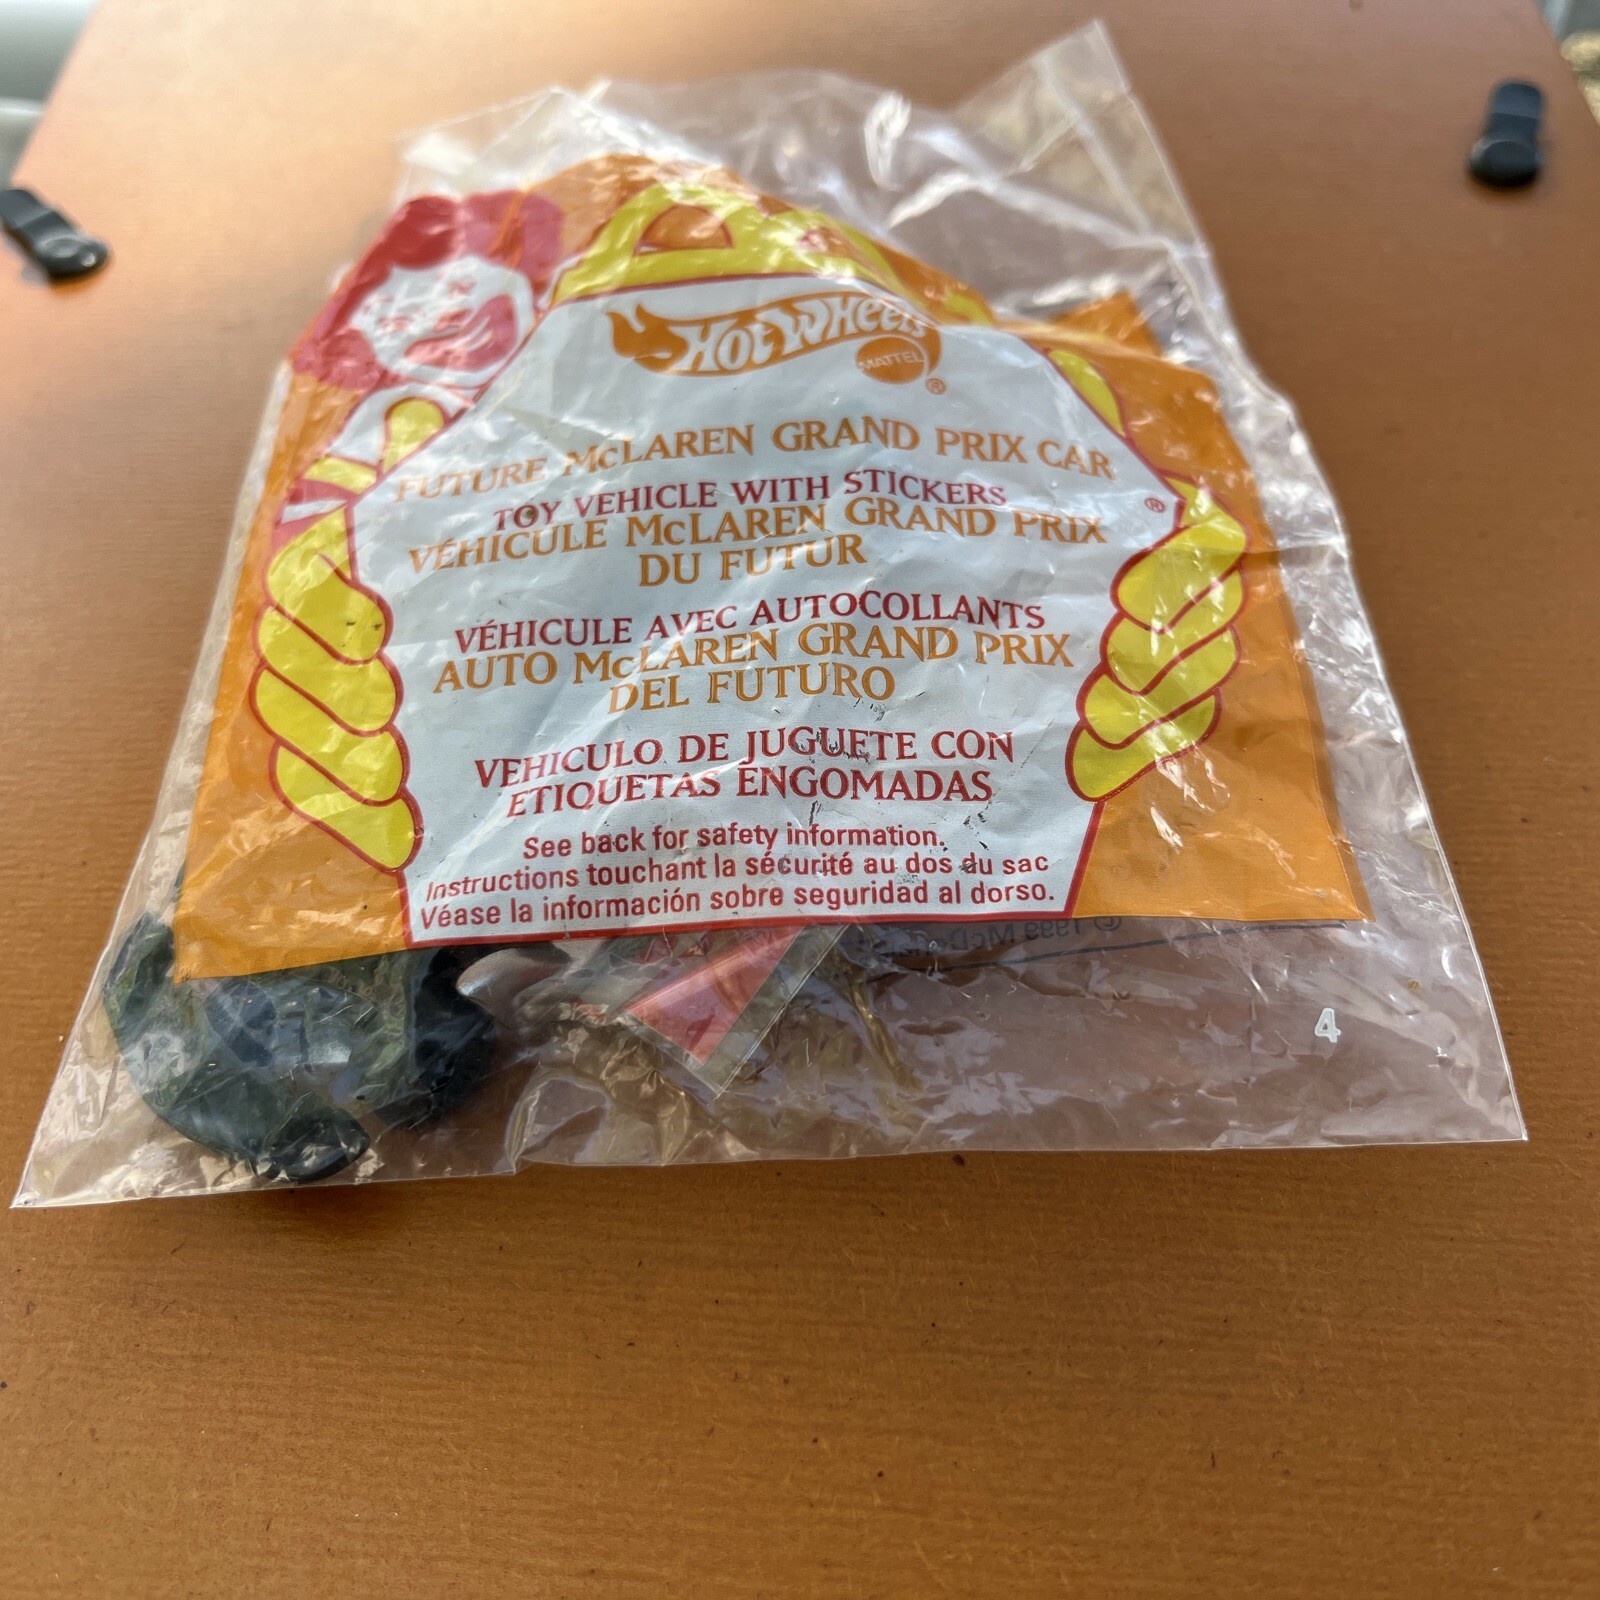 Hot Wheels
MATTEL
®
FUTURE McLAREN GRAND PRIX CAR
®
TOY VEHICLE WITH STICKERS
VÉHICULE McLAREN GRAND PRIX
DU FUTUR
VÉHICULE AVEC AUTOCOLLANTS
AUTO McLAREN GRAND PRIX
DEL FUTURO
VEHICULO DE JUGUETE CON
ETIQUETAS ENGOMADAS
See back for safety information.
Instructions touchant la sécurité au dos du sac
Véase la información sobre seguridad al dorso.
4